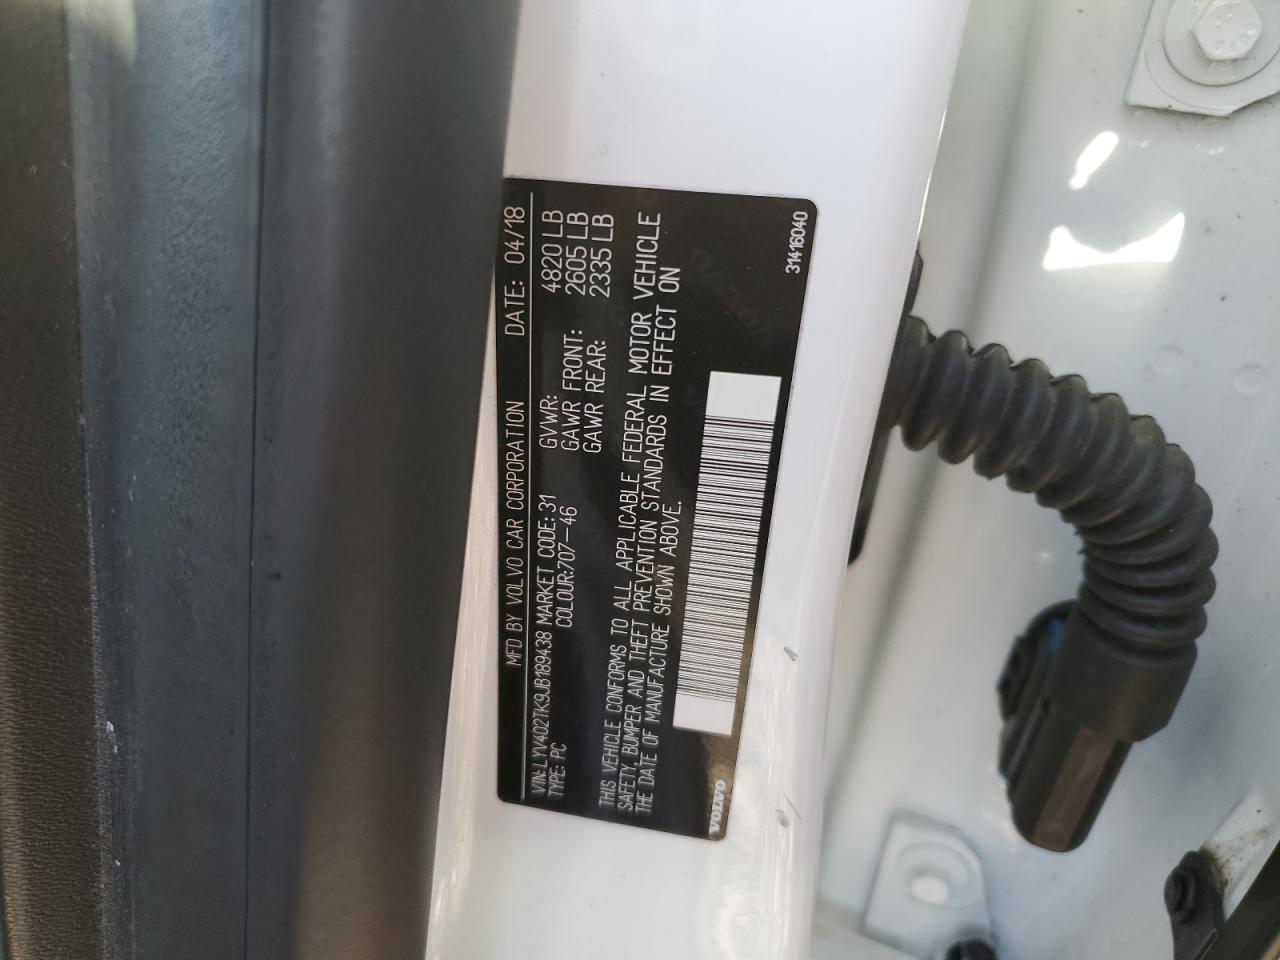 MFD BY VOLVO CAR CORPORATION DATE: 04/18
VIN: LYV402TK9JB189438 MARKET CODE: 31 GVWR: 4820 LB
TYPE: PC COLOUR:707-46 GAWR FRONT: 2605 LB
GAWR REAR: 2335 LB
THIS VEHICLE CONFORMS TO ALL APPLICABLE FEDERAL MOTOR VEHICLE
SAFETY, BUMPER AND THEFT PREVENTION STANDARDS IN EFFECT ON
THE DATE OF MANUFACTURE SHOWN ABOVE.
VOLVO
31416040